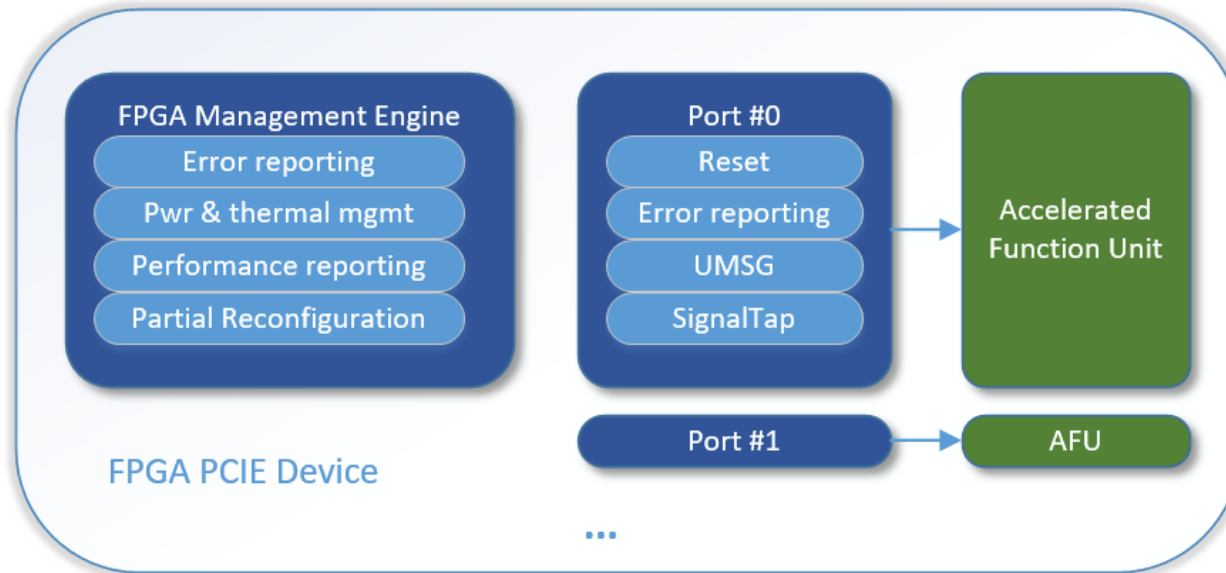 FPGA Management Engine
Error reporting
Pwr & thermal mgmt
Performance reporting
Partial Reconfiguration
Port #0
Reset
Error reporting
UMSG
SignalTap
Accelerated
Function Unit
Port #1
AFU
FPGA PCIE Device
...